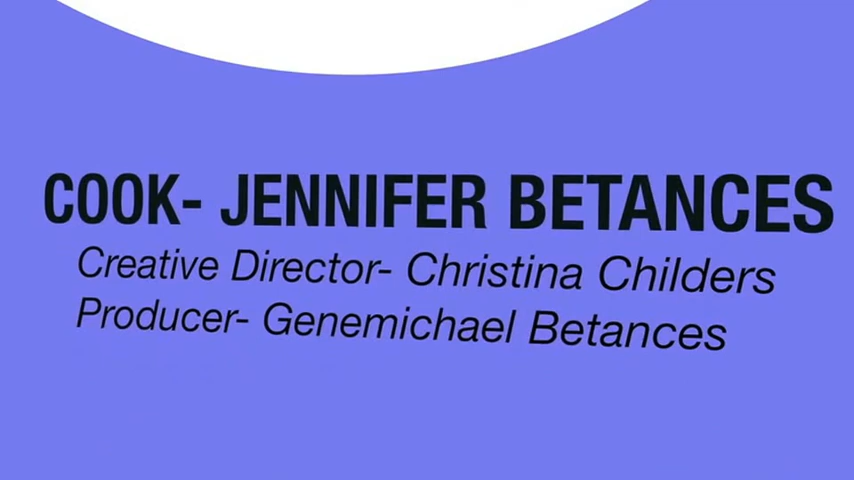 COOK- JENNIFER BETANCES
Creative Director- Christina Childers
Producer- Genemichael Betances